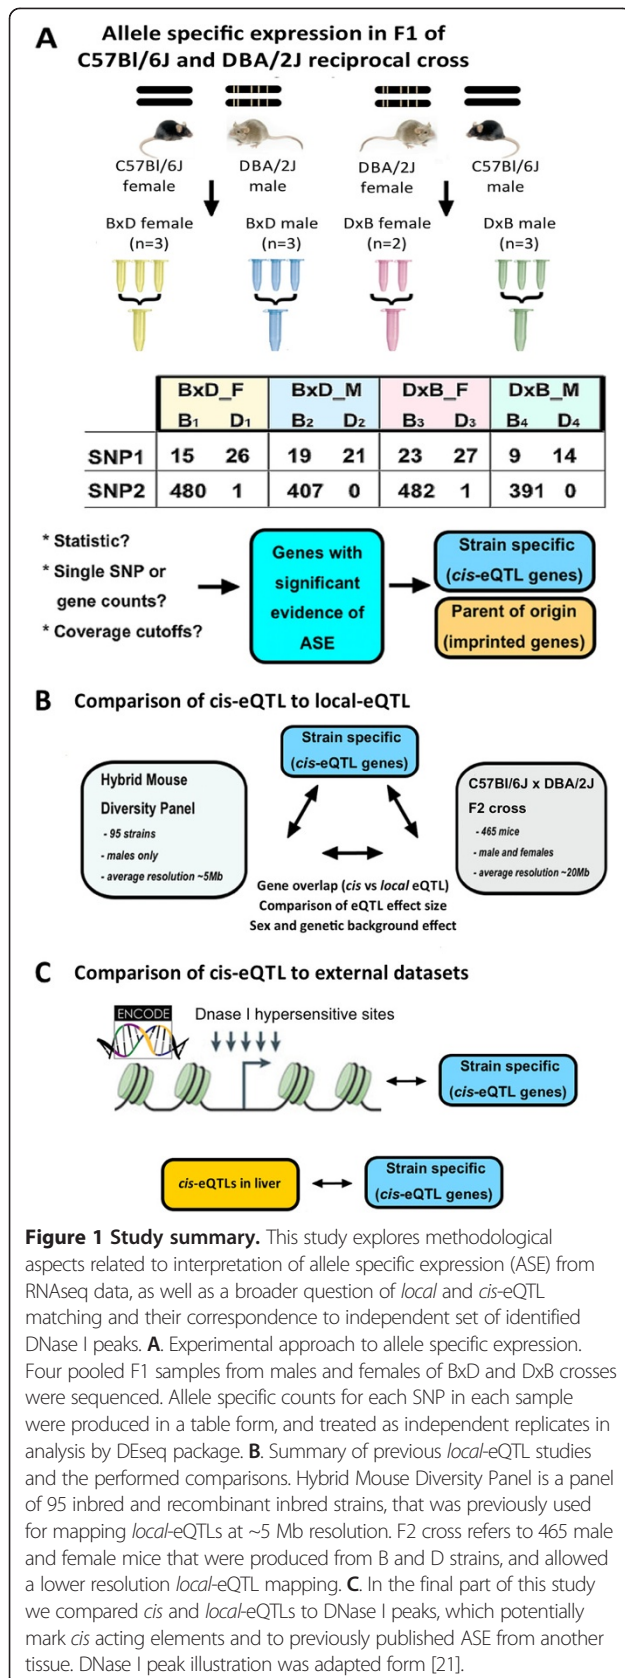 A Allele specific expression in F1 of
C57Bl/6J and DBA/2J reciprocal cross
C57Bl/6J DBA/2J DBA/2J C57Bl/6J
female male female male
BxD female BxD male DxB female DxB male
(n=3) (n=3) (n=2) (n=3)
BxD_F BxD_M DxB_F DxB_M
B1 D1 B2 D2 B3 D3 B4 D4
SNP1 15 26 19 21 23 27 9 14
SNP2 480 1 407 0 482 1 391 0
* Statistic?
* Single SNP or
gene counts?
* Coverage cutoffs?
Genes with
significant
evidence of
ASE
Strain specific
(cis-eQTL genes)
Parent of origin
(imprinted genes)
B Comparison of cis-eQTL to local-eQTL
Strain specific
(cis-eQTL genes)
Hybrid Mouse
Diversity Panel
- 95 strains
- males only
- average resolution ~5Mb
C57Bl/6J x DBA/2J
F2 cross
- 465 mice
- male and females
- average resolution ~20Mb
Gene overlap (cis vs local eQTL)
Comparison of eQTL effect size
Sex and genetic background effect
C Comparison of cis-eQTL to external datasets
ENCODE
Dnase I hypersensitive sites
Strain specific
(cis-eQTL genes)
cis-eQTLs in liver
Strain specific
(cis-eQTL genes)
Figure 1 Study summary. This study explores methodological
aspects related to interpretation of allele specific expression (ASE) from
RNAseq data, as well as a broader question of local and cis-eQTL
matching and their correspondence to independent set of identified
DNase I peaks. A. Experimental approach to allele specific expression.
Four pooled F1 samples from males and females of BxD and DxB crosses
were sequenced. Allele specific counts for each SNP in each sample
were produced in a table form, and treated as independent replicates in
analysis by DEseq package. B. Summary of previous local-eQTL studies
and the performed comparisons. Hybrid Mouse Diversity Panel is a panel
of 95 inbred and recombinant inbred strains, that was previously used
for mapping local-eQTLs at ~5 Mb resolution. F2 cross refers to 465 male
and female mice that were produced from B and D strains, and allowed
a lower resolution local-eQTL mapping. C. In the final part of this study
we compared cis and local-eQTLs to DNase I peaks, which potentially
mark cis acting elements and to previously published ASE from another
tissue. DNase I peak illustration was adapted form [21].